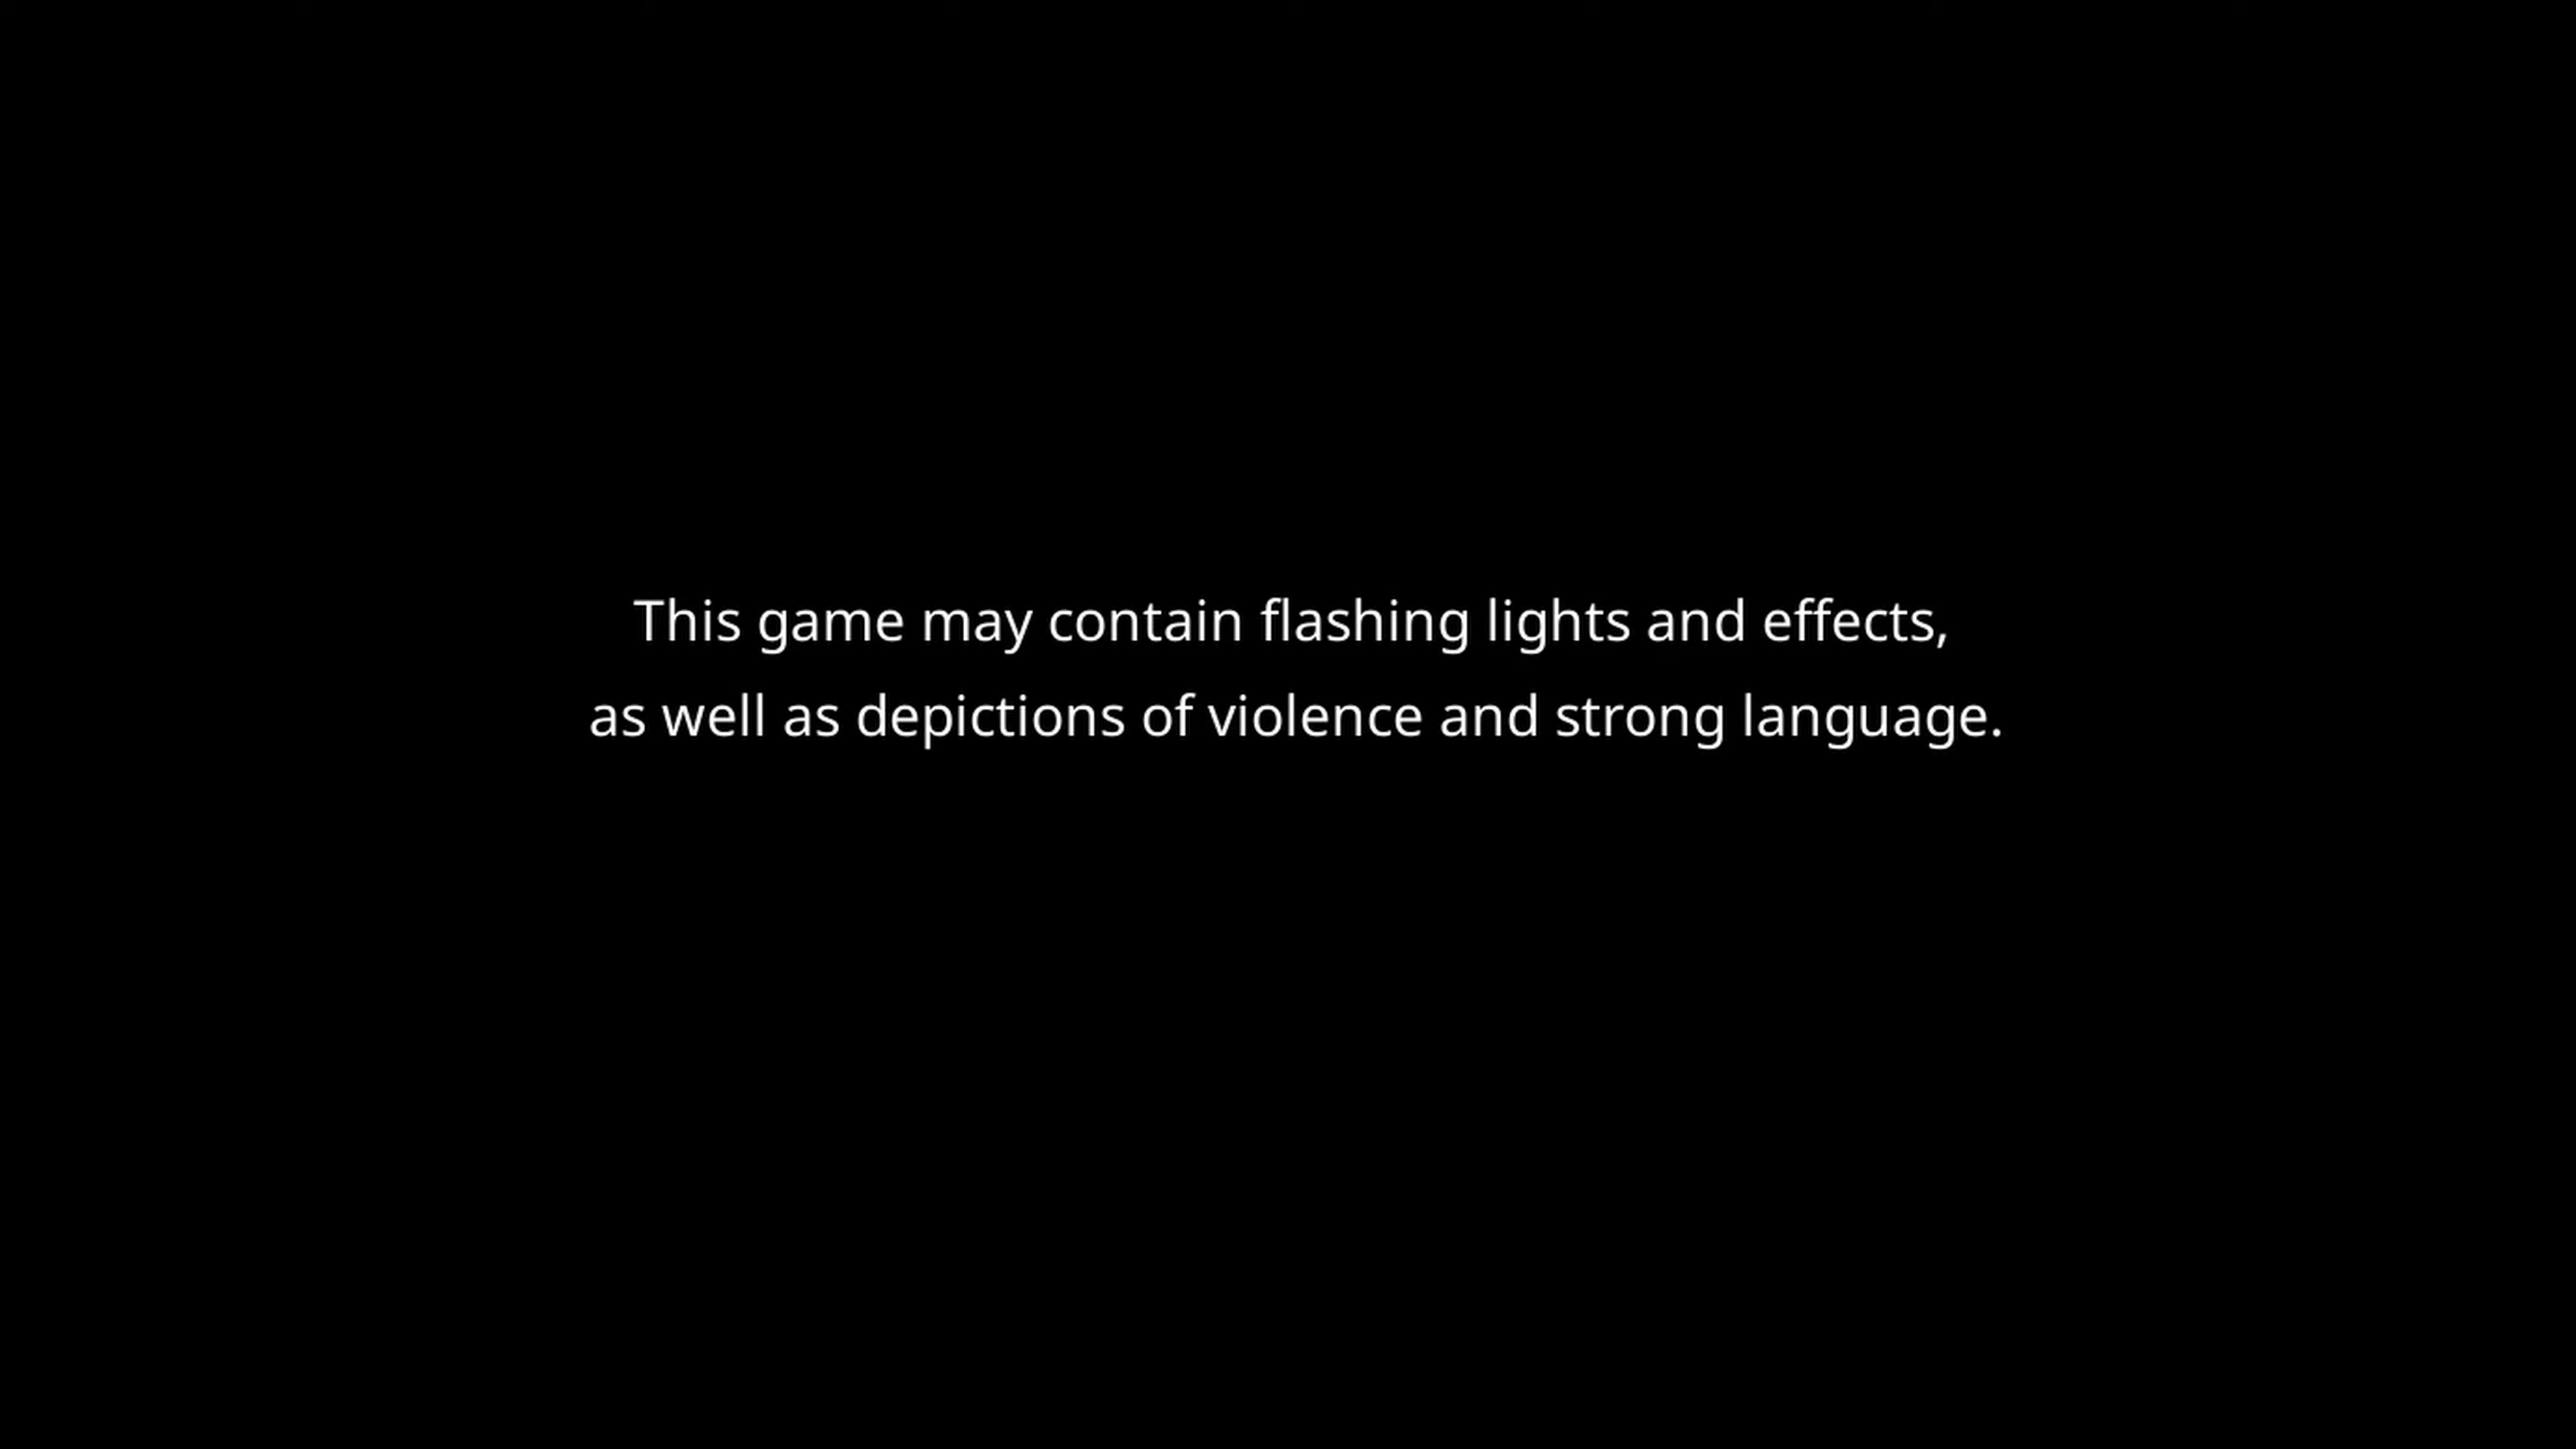 This game may contain flashing lights and effects,
as well as depictions of violence and strong language.